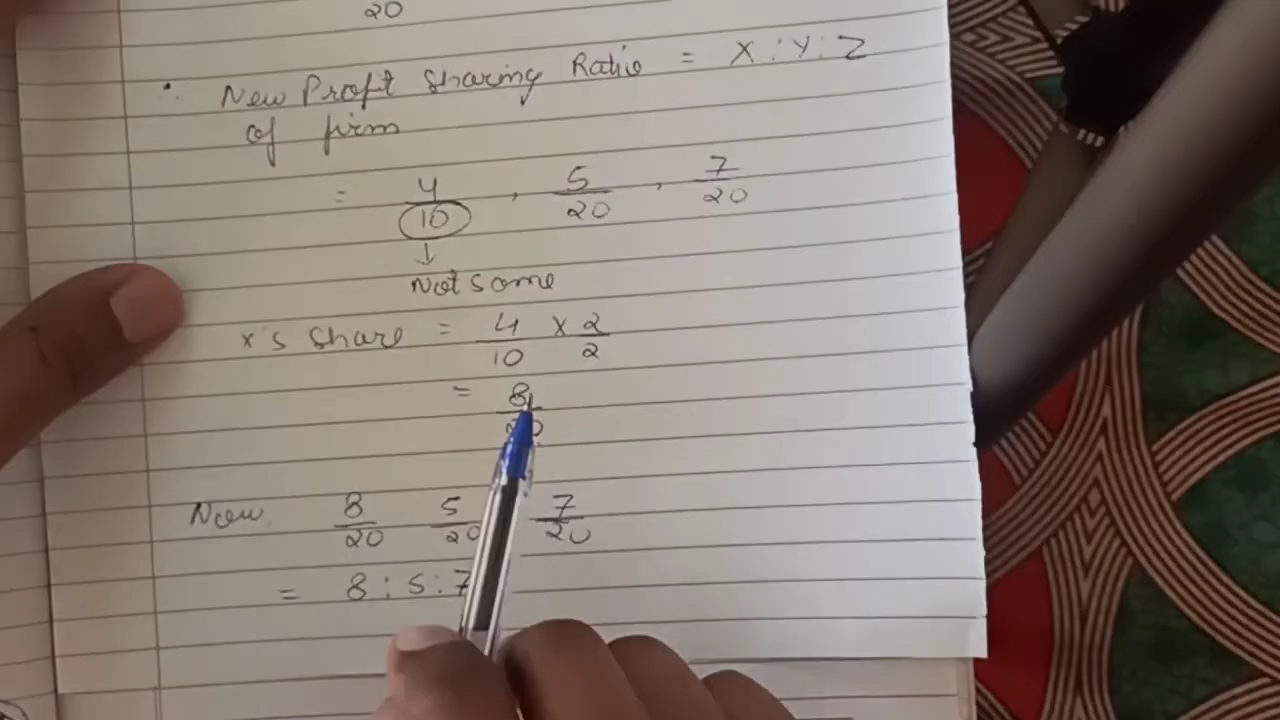 20
∴ New Profit Sharing Ratio = X : Y : Z
of firm
= 4/10 , 5/20 , 7/20
↓
Not same
x's share = 4/10 x 2/2
= 8/20
Now 8/20 5/20 7/20
= 8 : 5 : 7